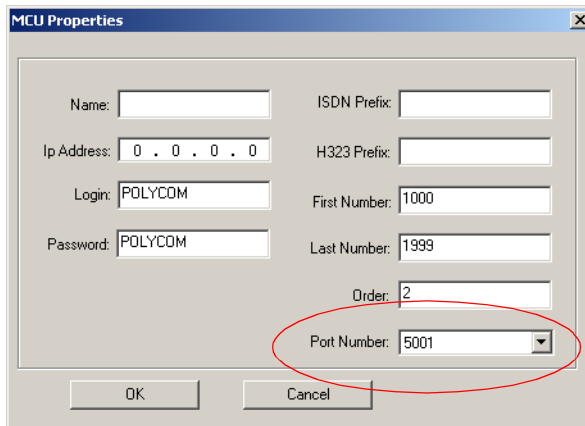 MCU Properties
Name:
Ip Address: 0 . 0 . 0 . 0
Login: POLYCOM
Password: POLYCOM
ISDN Prefix:
H323 Prefix:
First Number: 1000
Last Number: 1999
Order: 2
Port Number: 5001
OK Cancel